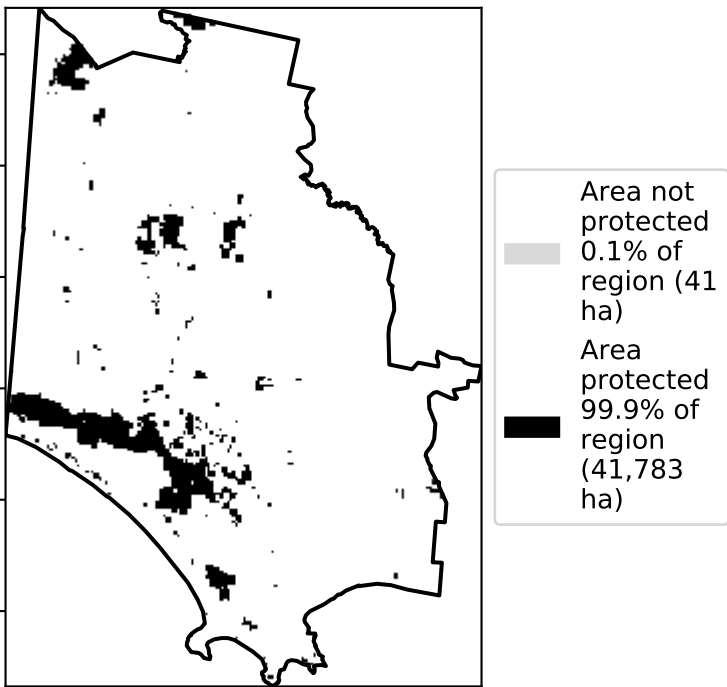 Area not
protected
0.1% of
region (41
ha)
Area
protected
99.9% of
region
(41,783
ha)